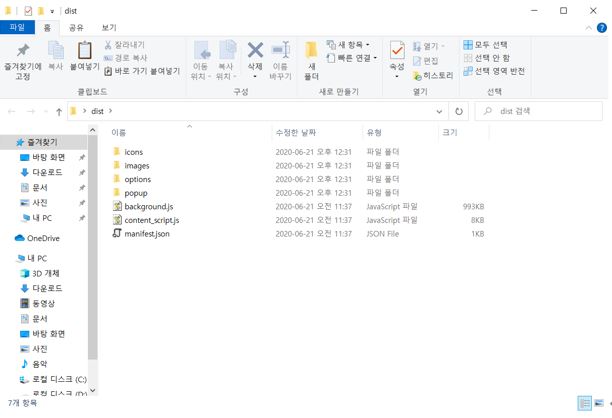 dist
파일 홈 공유 보기
즐겨찾기에 고정
복사
붙여넣기
잘라내기
경로 복사
바로 가기 붙여넣기
이동 위치
복사 위치
삭제
이름 바꾸기
새 폴더
새 항목
빠른 연결
속성
열기
편집
히스토리
모두 선택
선택 안 함
선택 영역 반전
클립보드 구성 새로 만들기 열기 선택
dist
dist 검색
이름 수정한 날짜 유형 크기
즐겨찾기
바탕 화면
다운로드
문서
사진
내 PC
OneDrive
내 PC
3D 개체
다운로드
동영상
문서
바탕 화면
사진
음악
로컬 디스크 (C:)
로컬 디스크 (D:)
icons 2020-06-21 오후 12:31 파일 폴더
images 2020-06-21 오후 12:31 파일 폴더
options 2020-06-21 오후 12:31 파일 폴더
popup 2020-06-21 오후 12:31 파일 폴더
background.js 2020-06-21 오전 11:37 JavaScript 파일 993KB
content_script.js 2020-06-21 오전 11:37 JavaScript 파일 8KB
manifest.json 2020-06-21 오전 11:37 JSON File 1KB
7개 항목